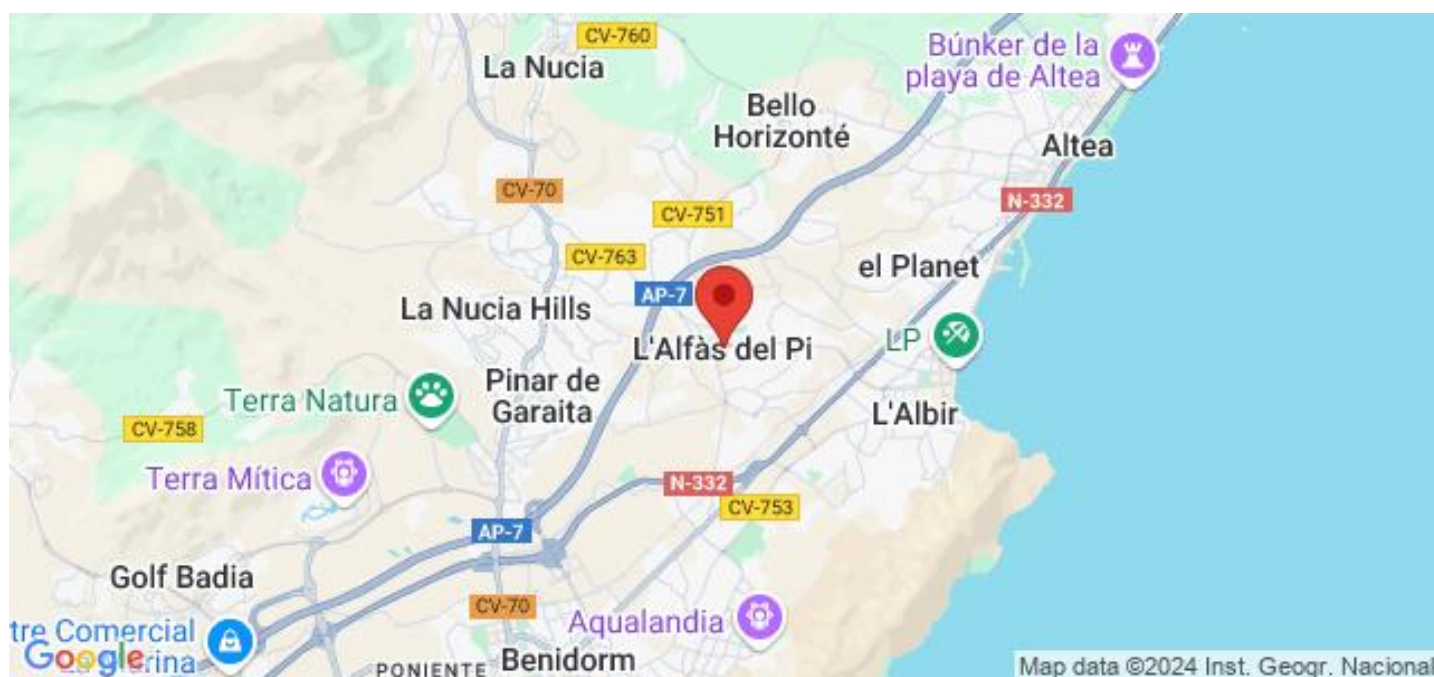 CV-760
La Nucia
Búnker de la
playa de Altea
Bello
Horizonté
Altea
CV-70
N-332
CV-751
CV-763
el Planet
AP-7
La Nucia Hills
LP
L'Alfàs del Pi
Pinar de
Garaita
Terra Natura
L'Albir
CV-758
Terra Mítica
N-332
CV-753
AP-7
Golf Badia
CV-70
Aqualandia
tre Comercial
Google
PONIENTE
Benidorm
Map data ©2024 Inst. Geogr. Nacional